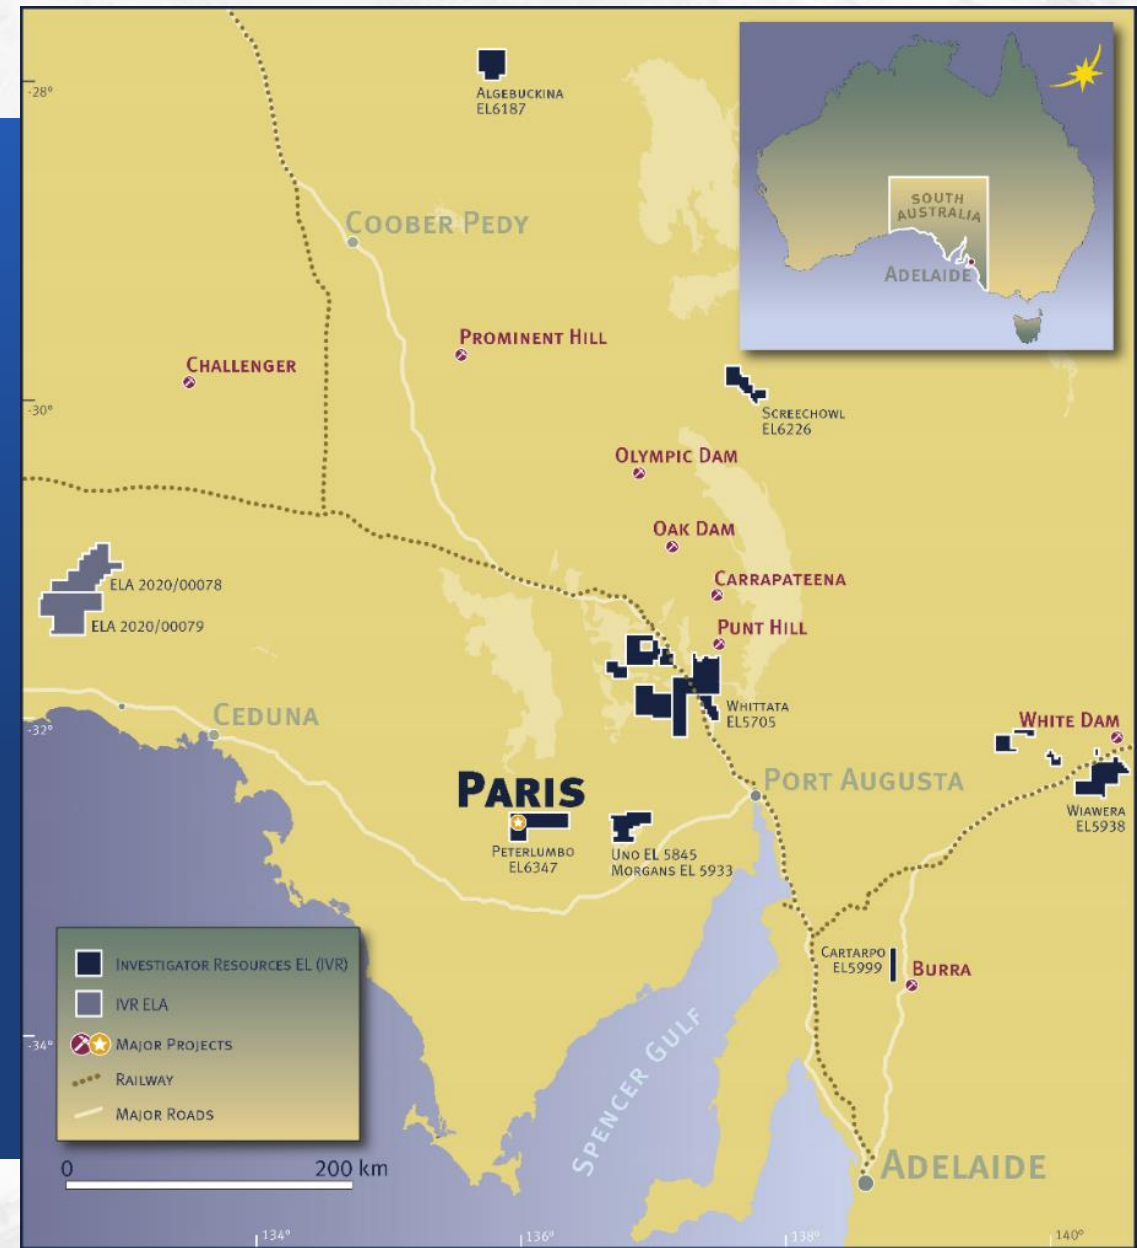 -28°
ALGEBUCKINA
EL6187
SOUTH
AUSTRALIA
ADELAIDE
COOBER PEDY
PROMINENT HILL
CHALLENGER
-30°
SCREECHOWL
EL6226
OLYMPIC DAM
OAK DAM
ELA 2020/00078
CARRAPATEENA
ELA 2020/00079
PUNT HILL
WHITTATA
EL5705
CEDUNA
-32°
WHITE DAM
PARIS
PORT AUGUSTA
WIAWERA
EL5938
PETERLUMBO
EL6347
UNO EL 5845
MORGANS EL 5933
CARTARPO
EL5999
BURRA
INVESTIGATOR RESOURCES EL (IVR)
IVR ELA
-34°
MAJOR PROJECTS
RAILWAY
MAJOR ROADS
SPENCER GULF
0 200 km
ADELAIDE
134° 136° 138° 140°